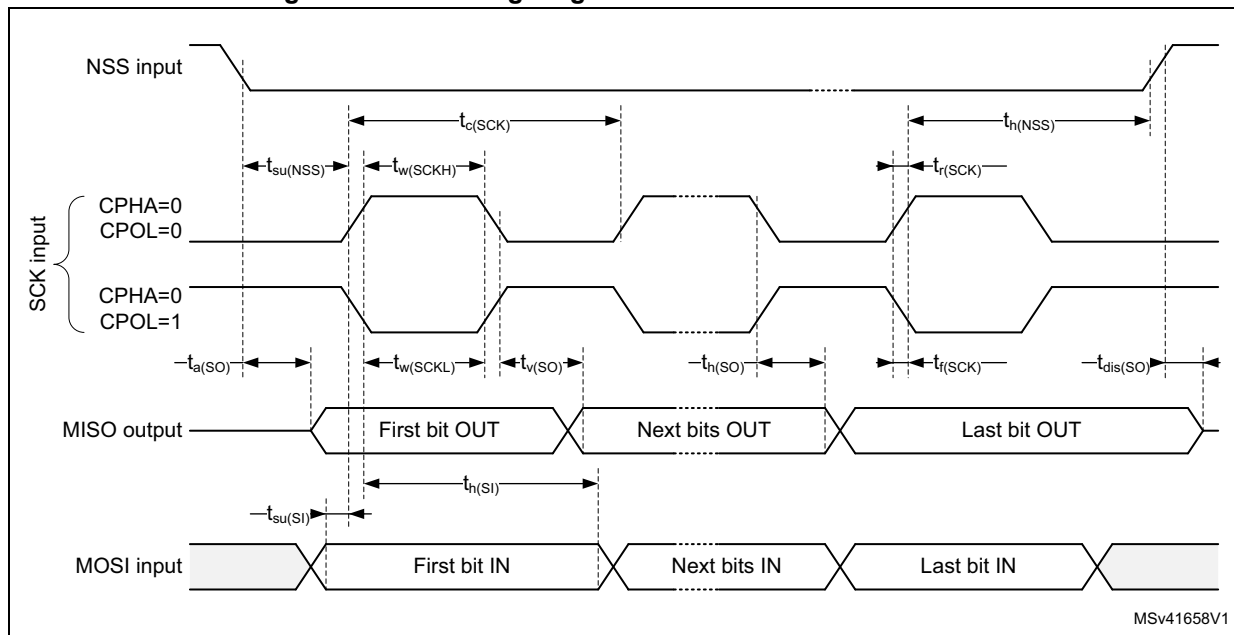 NSS input
tc(SCK)
th(NSS)
tsu(NSS)
tw(SCKH)
tr(SCK)
SCK input
CPHA=0
CPOL=0
CPHA=0
CPOL=1
ta(SO)
tw(SCKL)
tv(SO)
th(SO)
tf(SCK)
tdis(SO)
MISO output
First bit OUT
Next bits OUT
Last bit OUT
th(SI)
tsu(SI)
MOSI input
First bit IN
Next bits IN
Last bit IN
MSv41658V1